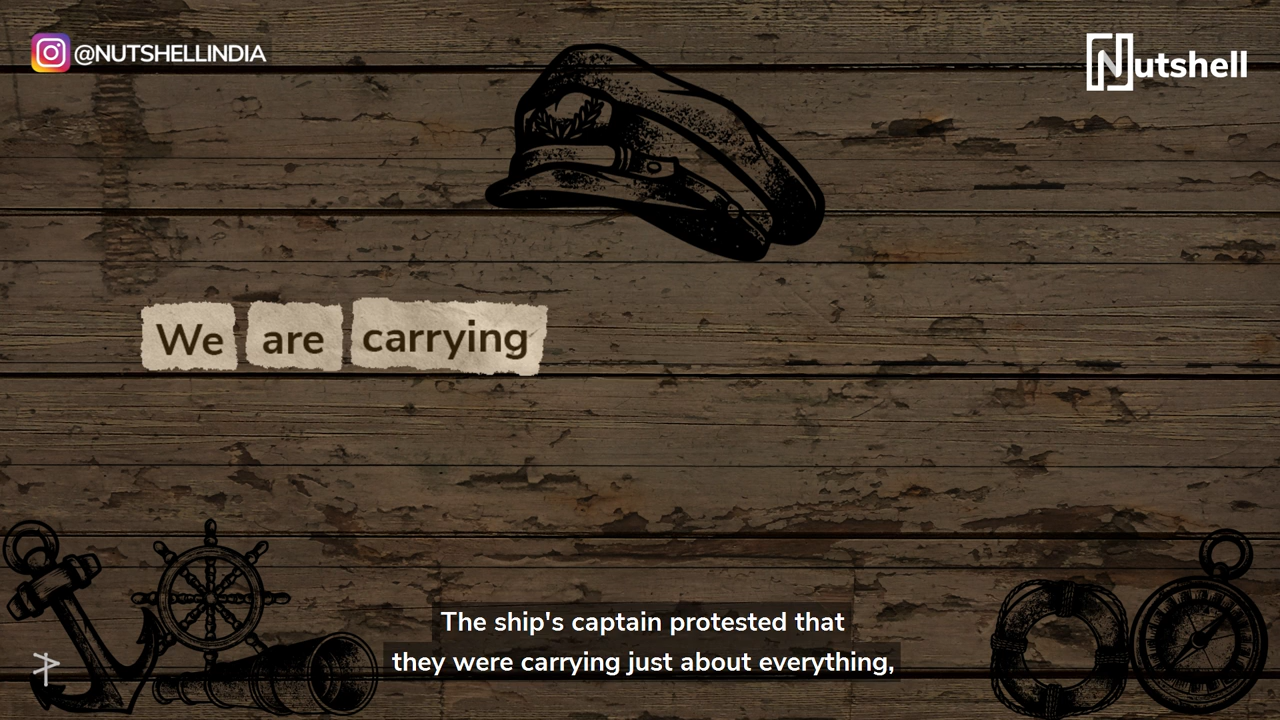 @NUTSHELLINDIA
Nutshell
We are carrying
The ship's captain protested that
they were carrying just about everything,